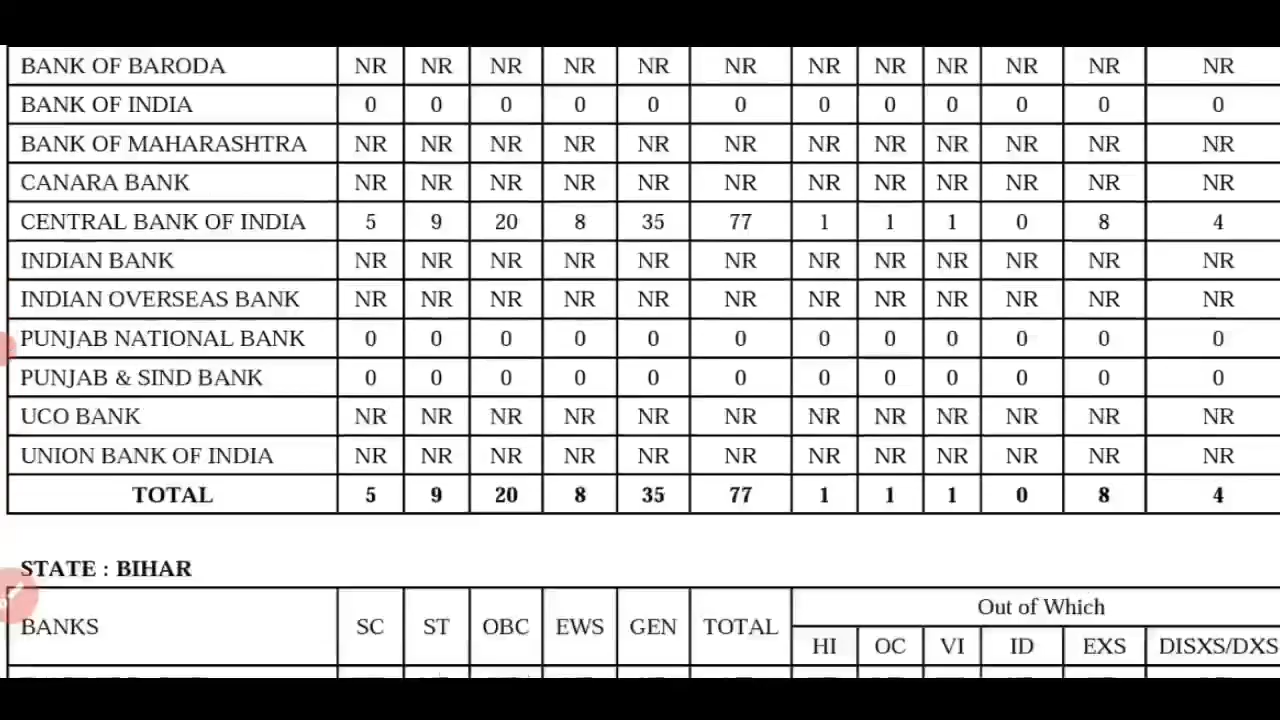 BANK OF BARODA NR NR NR NR NR NR NR NR NR NR NR NR
BANK OF INDIA 0 0 0 0 0 0 0 0 0 0 0 0
BANK OF MAHARASHTRA NR NR NR NR NR NR NR NR NR NR NR NR
CANARA BANK NR NR NR NR NR NR NR NR NR NR NR NR
CENTRAL BANK OF INDIA 5 9 20 8 35 77 1 1 1 0 8 4
INDIAN BANK NR NR NR NR NR NR NR NR NR NR NR NR
INDIAN OVERSEAS BANK NR NR NR NR NR NR NR NR NR NR NR NR
PUNJAB NATIONAL BANK 0 0 0 0 0 0 0 0 0 0 0 0
PUNJAB & SIND BANK 0 0 0 0 0 0 0 0 0 0 0 0
UCO BANK NR NR NR NR NR NR NR NR NR NR NR NR
UNION BANK OF INDIA NR NR NR NR NR NR NR NR NR NR NR NR
TOTAL 5 9 20 8 35 77 1 1 1 0 8 4
STATE : BIHAR
BANKS SC ST OBC EWS GEN TOTAL Out of Which
HI OC VI ID EXS DISXS/DXS